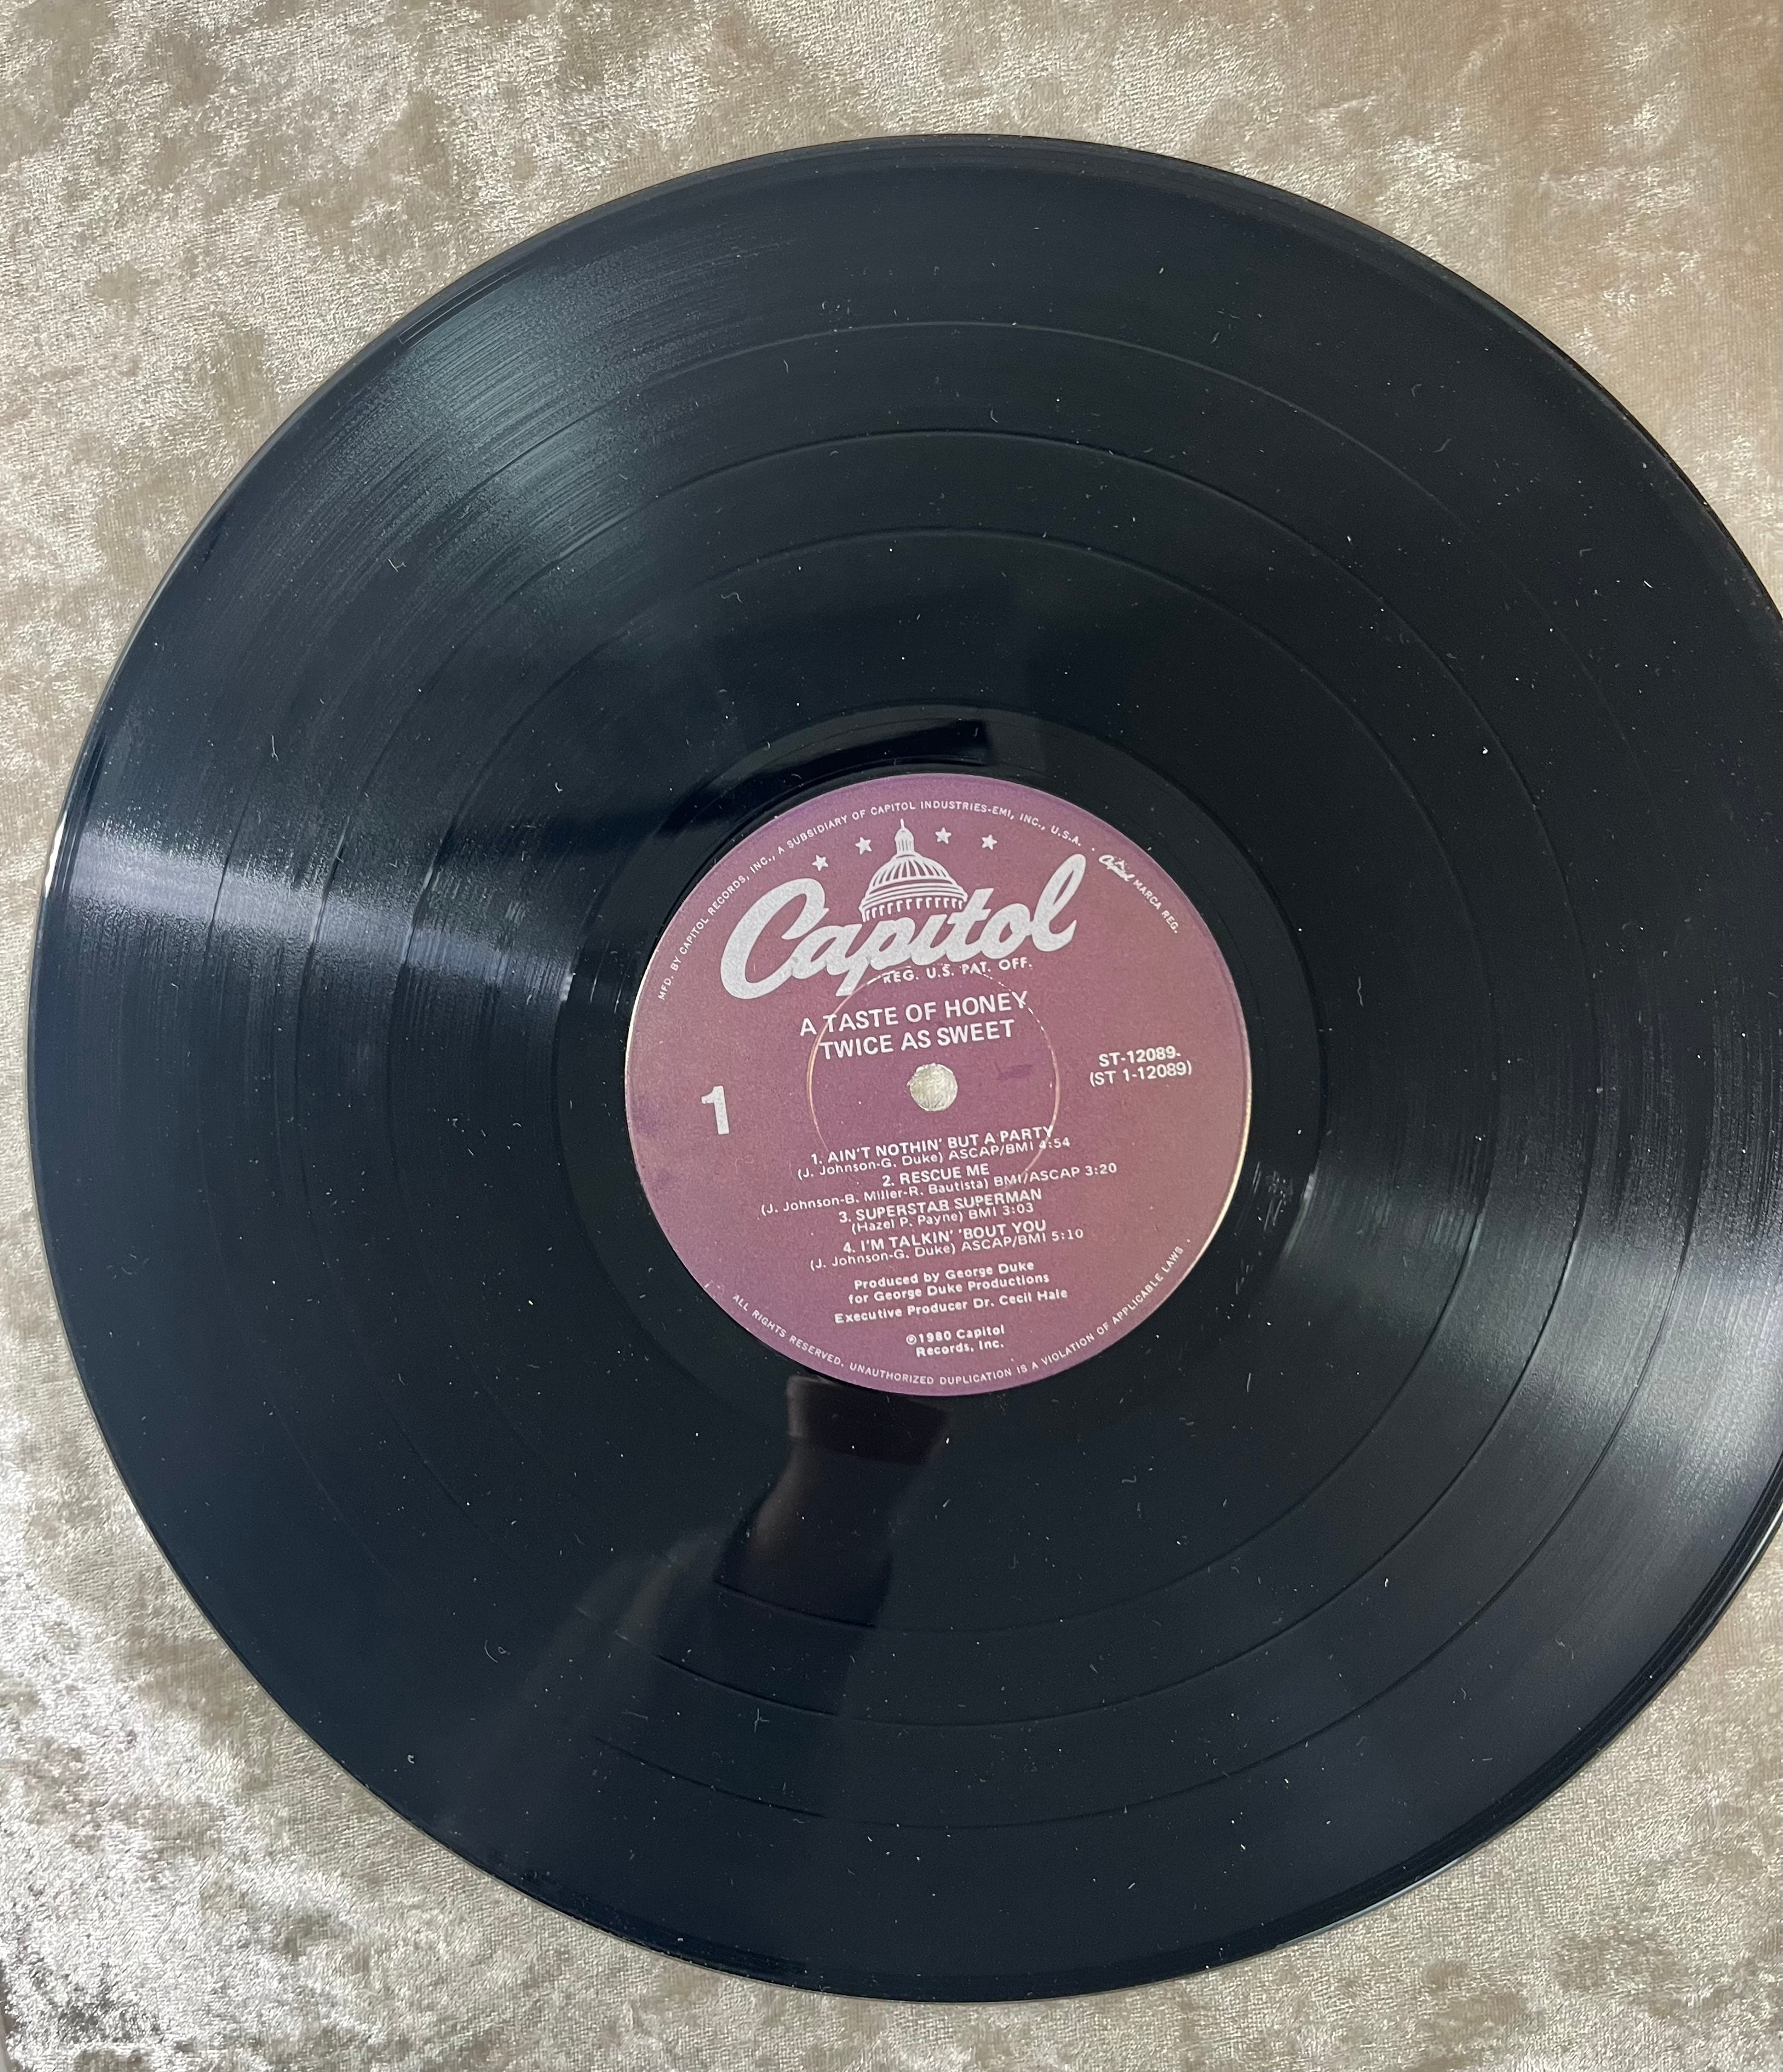 MFD. BY CAPITOL RECORDS, INC., A SUBSIDIARY OF CAPITOL INDUSTRIES-EMI, INC., U.S.A. · Capitol MARCA REG.
Capitol
REG. U.S. PAT. OFF.
A TASTE OF HONEY
TWICE AS SWEET
ST-12089.
(ST 1-12089)
1
1. AIN'T NOTHIN' BUT A PARTY
(J. Johnson-G. Duke) ASCAP/BMI 4:54
2. RESCUE ME
(J. Johnson-B. Miller-R. Bautista) BMI/ASCAP 3:20
3. SUPERSTAR SUPERMAN
(Hazel P. Payne) BMI 3:03
4. I'M TALKIN' 'BOUT YOU
(J. Johnson-G. Duke) ASCAP/BMI 5:10
Produced by George Duke
for George Duke Productions
Executive Producer Dr. Cecil Hale
℗1980 Capitol
Records, Inc.
ALL RIGHTS RESERVED. UNAUTHORIZED DUPLICATION IS A VIOLATION OF APPLICABLE LAWS.